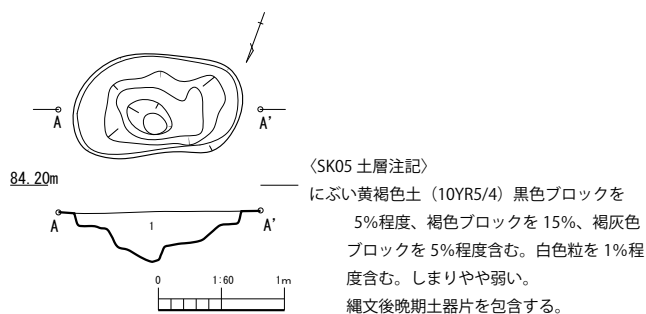 A A'
84.20m
A 1 A'
0 1:60 1m
〈SK05 土層注記〉
にぶい黄褐色土（10YR5/4）黒色ブロックを
5%程度、褐色ブロックを 15%、褐灰色
ブロックを 5%程度含む。白色粒を 1%程
度含む。しまりやや弱い。
縄文後晩期土器片を包含する。